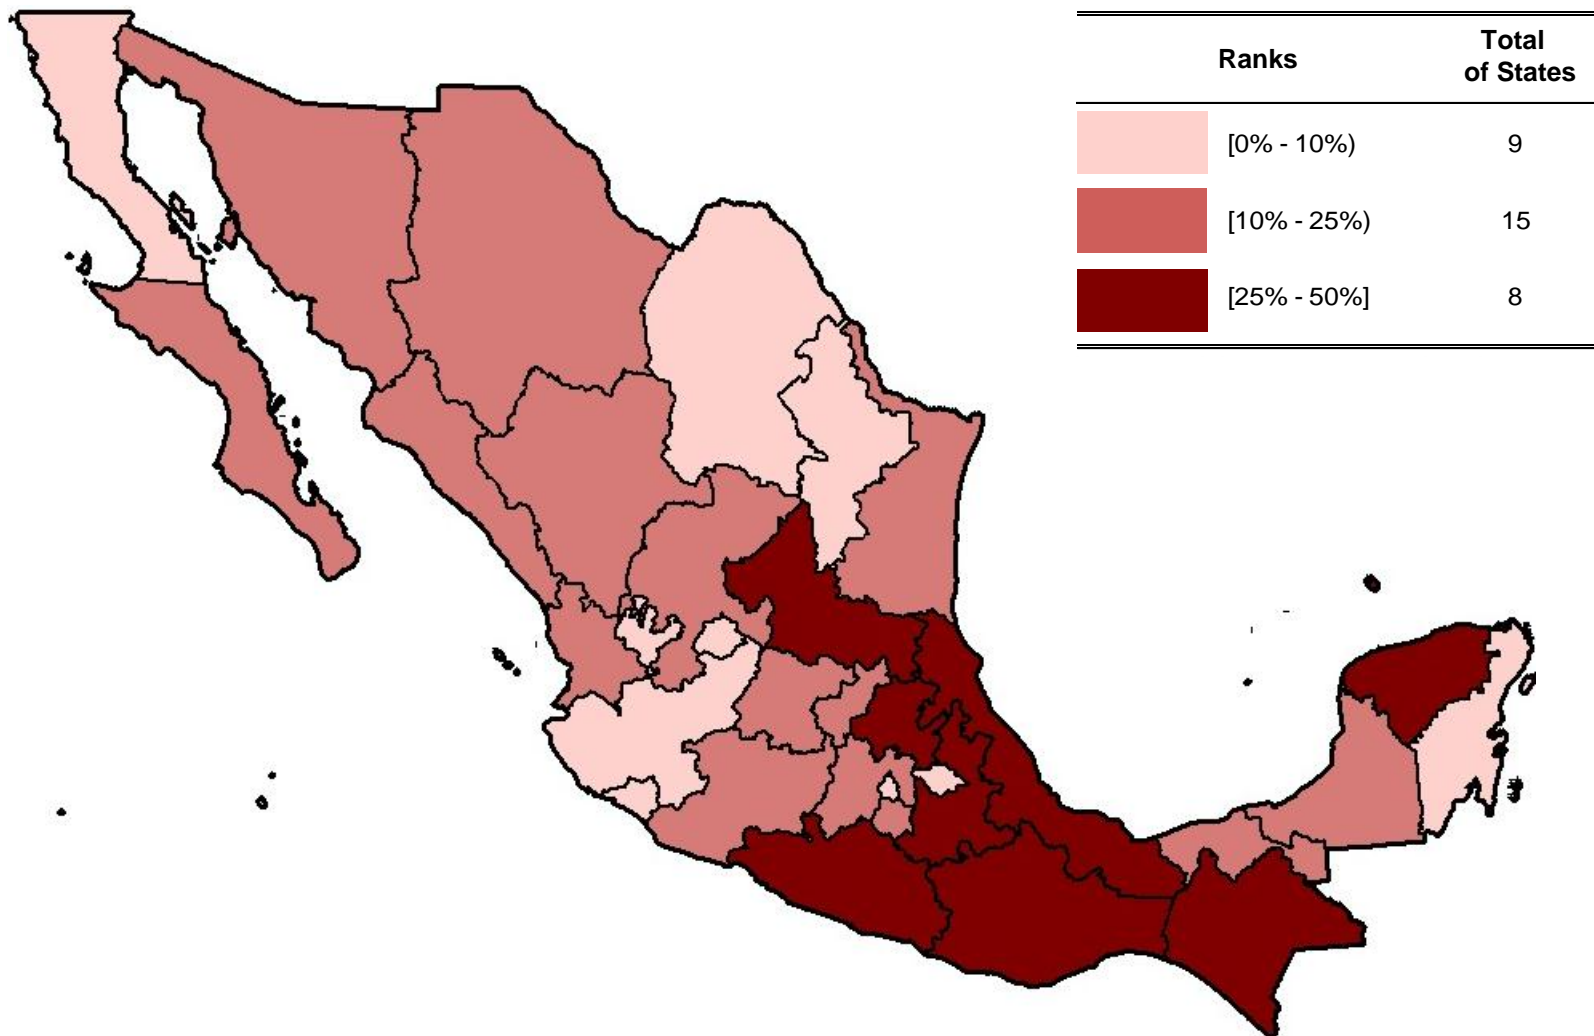 Ranks
Total
of States
[0% - 10%)
9
[10% - 25%)
15
[25% - 50%]
8